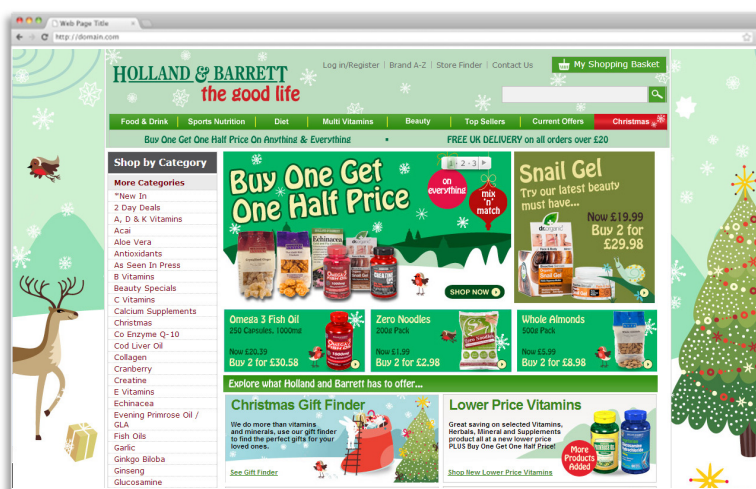 Web Page Title
http://domain.com
HOLLAND & BARRETT
the good life
Log in/Register | Brand A-Z | Store Finder | Contact Us
My Shopping Basket
Food & Drink
Sports Nutrition
Diet
Multi Vitamins
Beauty
Top Sellers
Current Offers
Christmas
Buy One Get One Half Price On Anything & Everything
FREE UK DELIVERY on all orders over £20
Shop by Category
More Categories
*New In
2 Day Deals
A, D & K Vitamins
Acai
Aloe Vera
Antioxidants
As Seen In Press
B Vitamins
Beauty Specials
C Vitamins
Calcium Supplements
Christmas
Co Enzyme Q-10
Cod Liver Oil
Collagen
Cranberry
Creatine
E Vitamins
Echinacea
Evening Primrose Oil /
GLA
Fish Oils
Garlic
Ginkgo Biloba
Ginseng
Glucosamine
Buy One Get
One Half Price
2 - 3
on
everything
mix
'n'
match
Echinacea
OMEGA 3
FISH OIL
CREATINE
SHOP NOW
Snail Gel
Try our latest beauty
must have...
Now £19.99
Buy 2 for
£29.98
dr.organic
Snail Gel
Omega 3 Fish Oil
250 Capsules, 1000mg
Now £20.39
Buy 2 for £30.58
Zero Noodles
200g Pack
Now £1.99
Buy 2 for £2.98
Zero Noodles
Whole Almonds
500g Pack
Now £5.99
Buy 2 for £8.98
Explore what Holland and Barrett has to offer...
Christmas Gift Finder
We do more than vitamins
and minerals, use our gift finder
to find the perfect gifts for your
loved ones.
See Gift Finder
Lower Price Vitamins
Great saving on selected Vitamins,
Herbals, Mineral and Supplements
product all at a new lower price
PLUS Buy One Get One Half Price!
More
Products
Added
Shop New Lower Price Vitamins